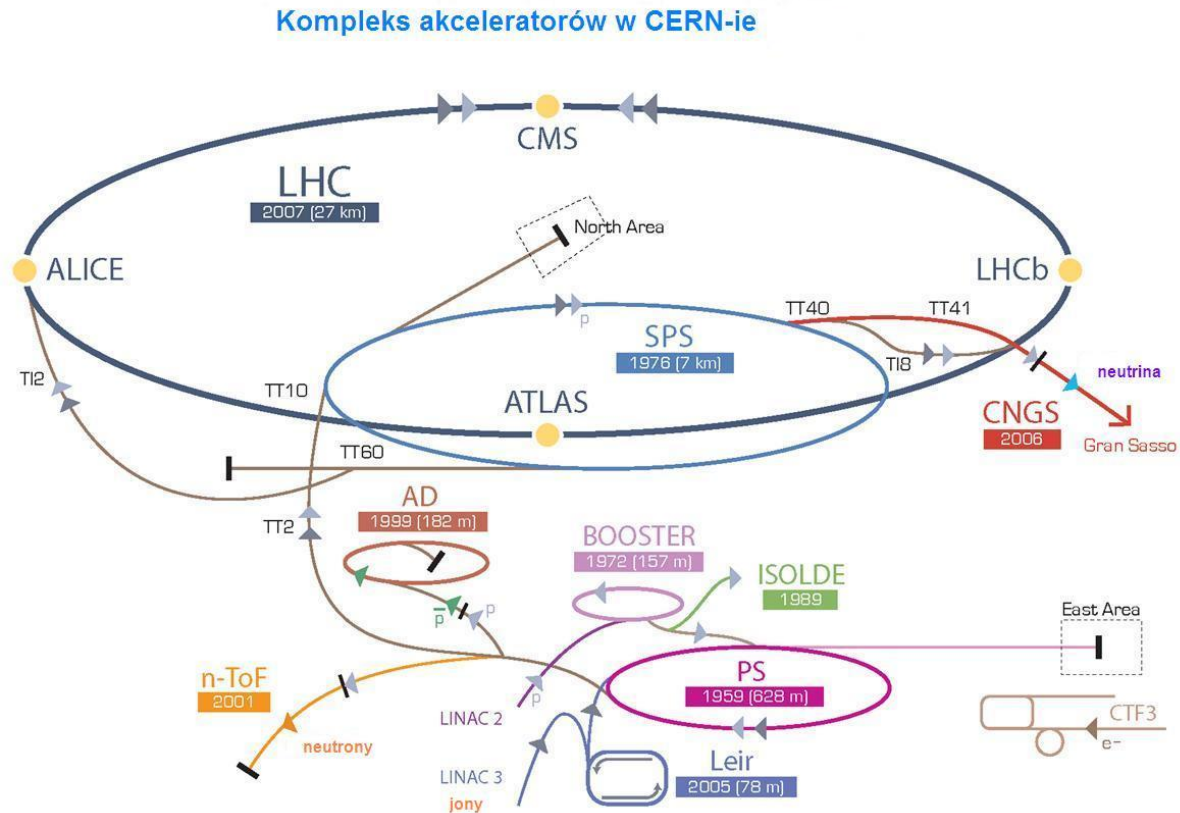 Kompleks akceleratorów w CERN-ie
CMS
LHC
2007 (27 km)
North Area
ALICE
LHCb
TT40
TT41
SPS
1976 (7 km)
p
TI8
neutrina
TI2
TT10
ATLAS
CNGS
2006
Gran Sasso
TT60
AD
1999 (182 m)
TT2
BOOSTER
1972 (157 m)
ISOLDE
1989
East Area
p̅
p
n-ToF
2001
PS
1959 (628 m)
p
LINAC 2
neutrony
CTF3
e-
Leir
2005 (78 m)
LINAC 3
jony